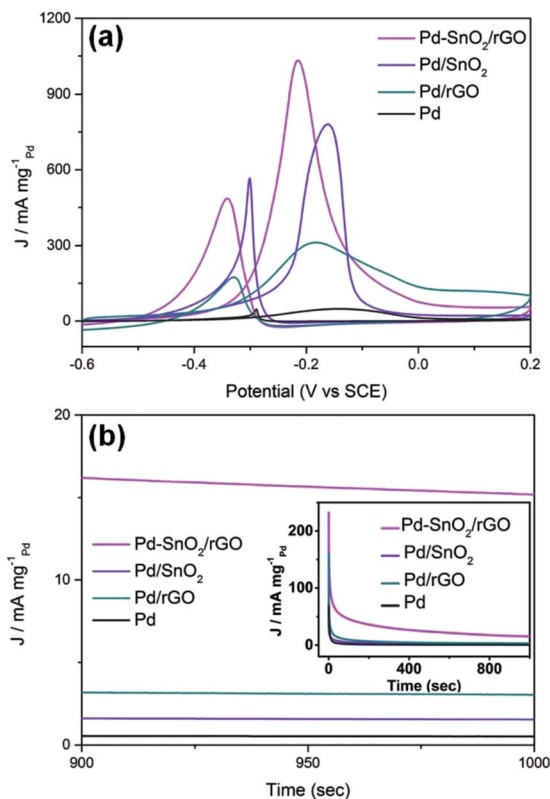 (a)
1200
900
600
300
0
J / mA mg⁻¹Pd
Pd-SnO₂/rGO
Pd/SnO₂
Pd/rGO
Pd
-0.6 -0.4 -0.2 0.0 0.2
Potential (V vs SCE)
(b)
20
10
0
J / mA mg⁻¹Pd
Pd-SnO₂/rGO
Pd/SnO₂
Pd/rGO
Pd
200
100
0
J / mA mg⁻¹Pd
Pd-SnO₂/rGO
Pd/SnO₂
Pd/rGO
Pd
0 400 800
Time (sec)
900 950 1000
Time (sec)